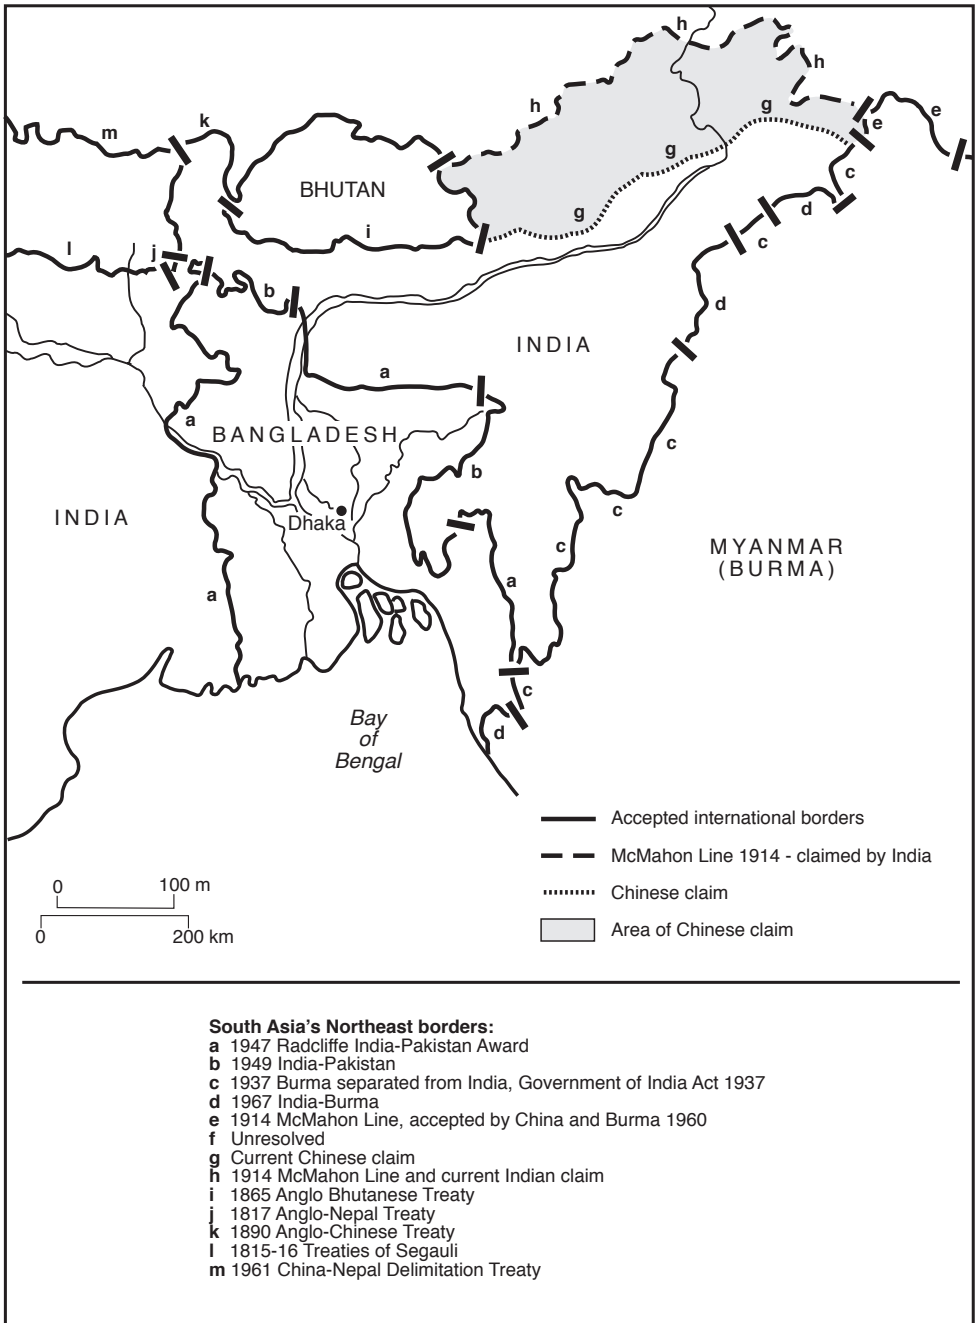 h
h
h
m
k
g
e
e
BHUTAN
g
c
g
d
i
c
l
j
b
d
INDIA
a
a
BANGLADESH
c
b
INDIA
Dhaka
c
MYANMAR
(BURMA)
c
a
a
c
d
Bay
of
Bengal
Accepted international borders
McMahon Line 1914 - claimed by India
0
100 m
Chinese claim
0
200 km
Area of Chinese claim
South Asia's Northeast borders:
a 1947 Radcliffe India-Pakistan Award
b 1949 India-Pakistan
c 1937 Burma separated from India, Government of India Act 1937
d 1967 India-Burma
e 1914 McMahon Line, accepted by China and Burma 1960
f Unresolved
g Current Chinese claim
h 1914 McMahon Line and current Indian claim
i 1865 Anglo Bhutanese Treaty
j 1817 Anglo-Nepal Treaty
k 1890 Anglo-Chinese Treaty
l 1815-16 Treaties of Segauli
m 1961 China-Nepal Delimitation Treaty